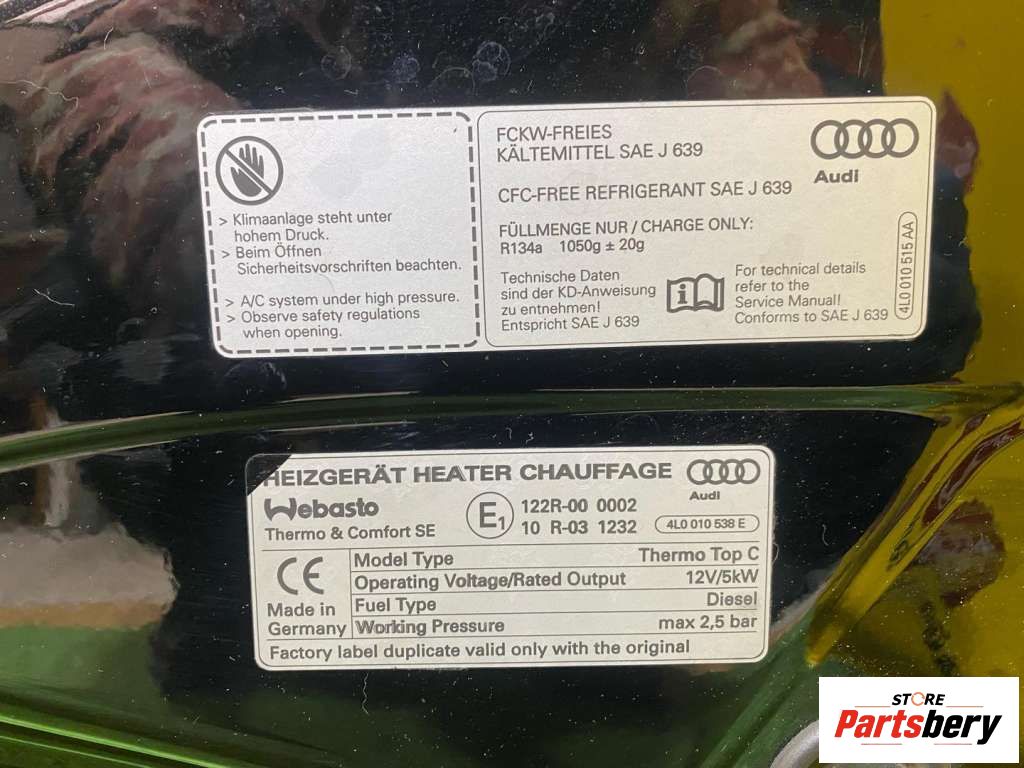 FCKW-FREIES
KÄLTEMITTEL SAE J 639
CFC-FREE REFRIGERANT SAE J 639
FÜLLMENGE NUR / CHARGE ONLY:
R134a 1050g ± 20g
Technische Daten
sind der KD-Anweisung
zu entnehmen!
Entspricht SAE J 639
For technical details
refer to the
Service Manual!
Conforms to SAE J 639
Audi
4L0 010 515 AA
> Klimaanlage steht unter
hohem Druck.
> Beim Öffnen
Sicherheitsvorschriften beachten.
> A/C system under high pressure.
> Observe safety regulations
when opening.
HEIZGERÄT HEATER CHAUFFAGE
Audi
Webasto
Thermo & Comfort SE
E1
122R-00 0002
10 R-03 1232
4L0 010 538 E
CE
Made in
Germany
Model Type Thermo Top C
Operating Voltage/Rated Output 12V/5kW
Fuel Type Diesel
Working Pressure max 2,5 bar
Factory label duplicate valid only with the original
STORE
Partsbery